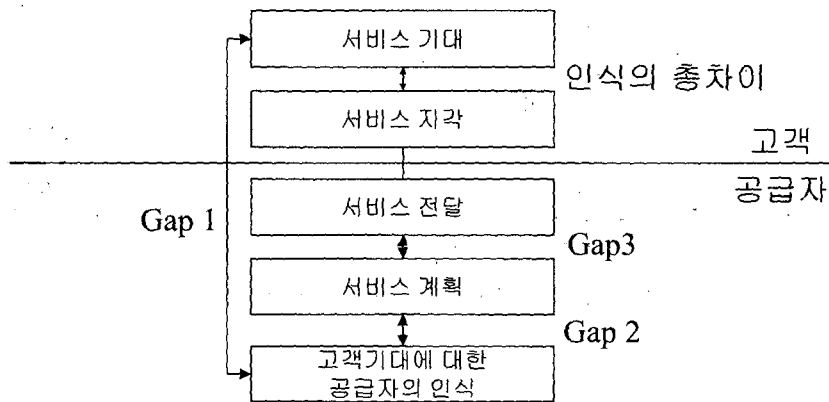 서비스 기대
인식의 총차이
서비스 지각
고객
공급자
서비스 전달
Gap 1
Gap3
서비스 계획
Gap 2
고객기대에 대한
공급자의 인식